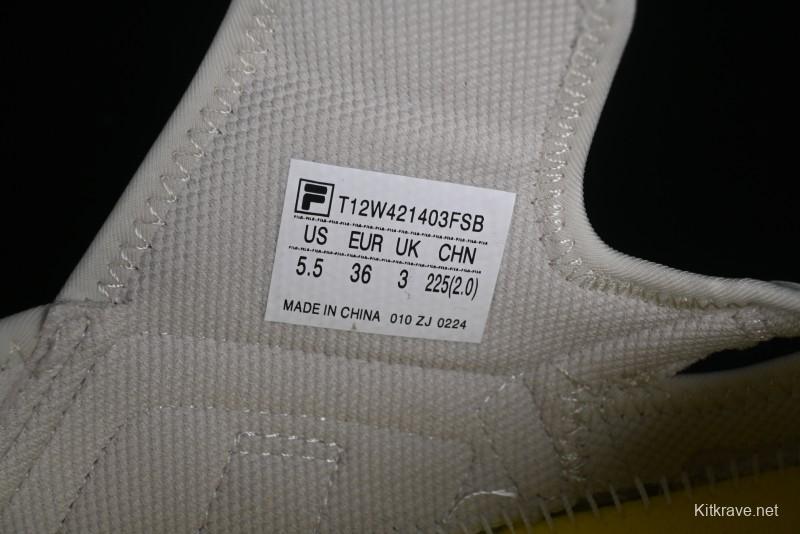 T12W421403FSB
US EUR UK CHN
5.5 36 3 225(2.0)
MADE IN CHINA 010 ZJ 0224
Kitkrave.net